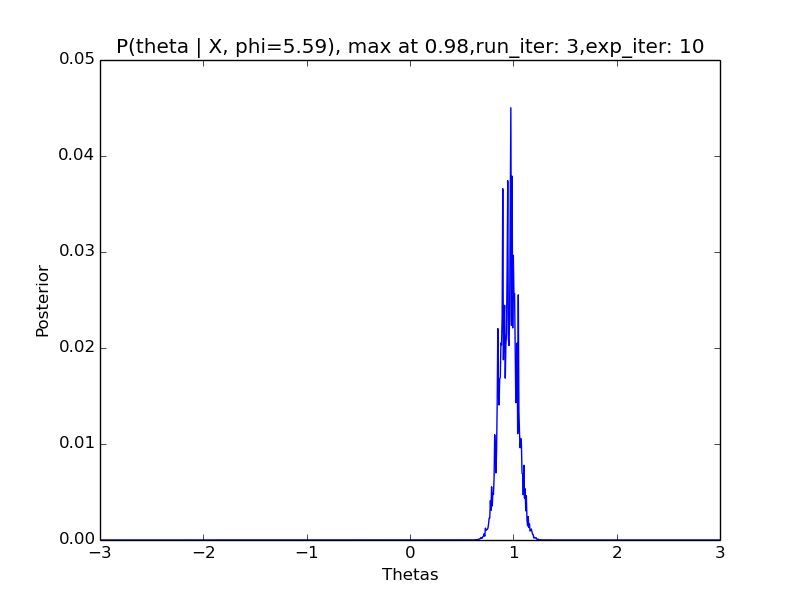 P(theta | X, phi=5.59), max at 0.98,run_iter: 3,exp_iter: 10
0.05
0.04
0.03
0.02
0.01
0.00
Posterior
−3 −2 −1 0 1 2 3
Thetas